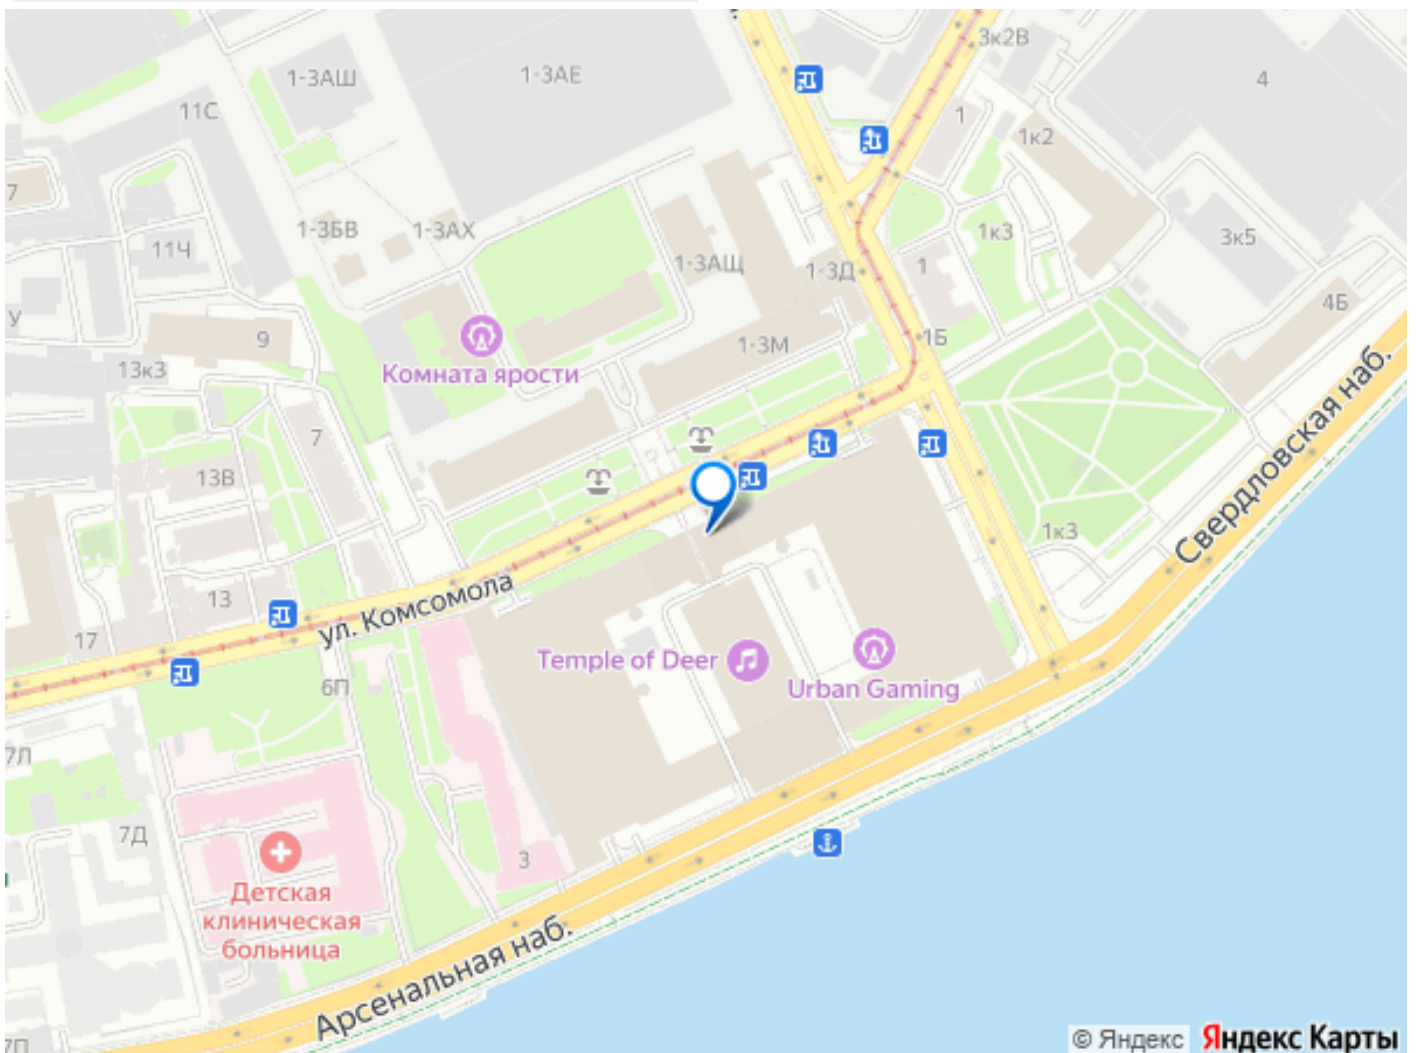 3к2В
1-3АШ
1-3АЕ
4
11С
1
1к2
7
1-3БВ
1-3АХ
1к3
3к5
11Ч
1-3АЩ
1-3Д
1
4Б
У
9
1-3М
1Б
13к3
Комната ярости
7
13В
Свердловская наб.
1к3
ул. Комсомола
13
17
Temple of Deer
6П
Urban Gaming
7Л
7Д
3
Детская
клиническая
больница
Арсенальная наб.
7П
© Яндекс Яндекс Карты